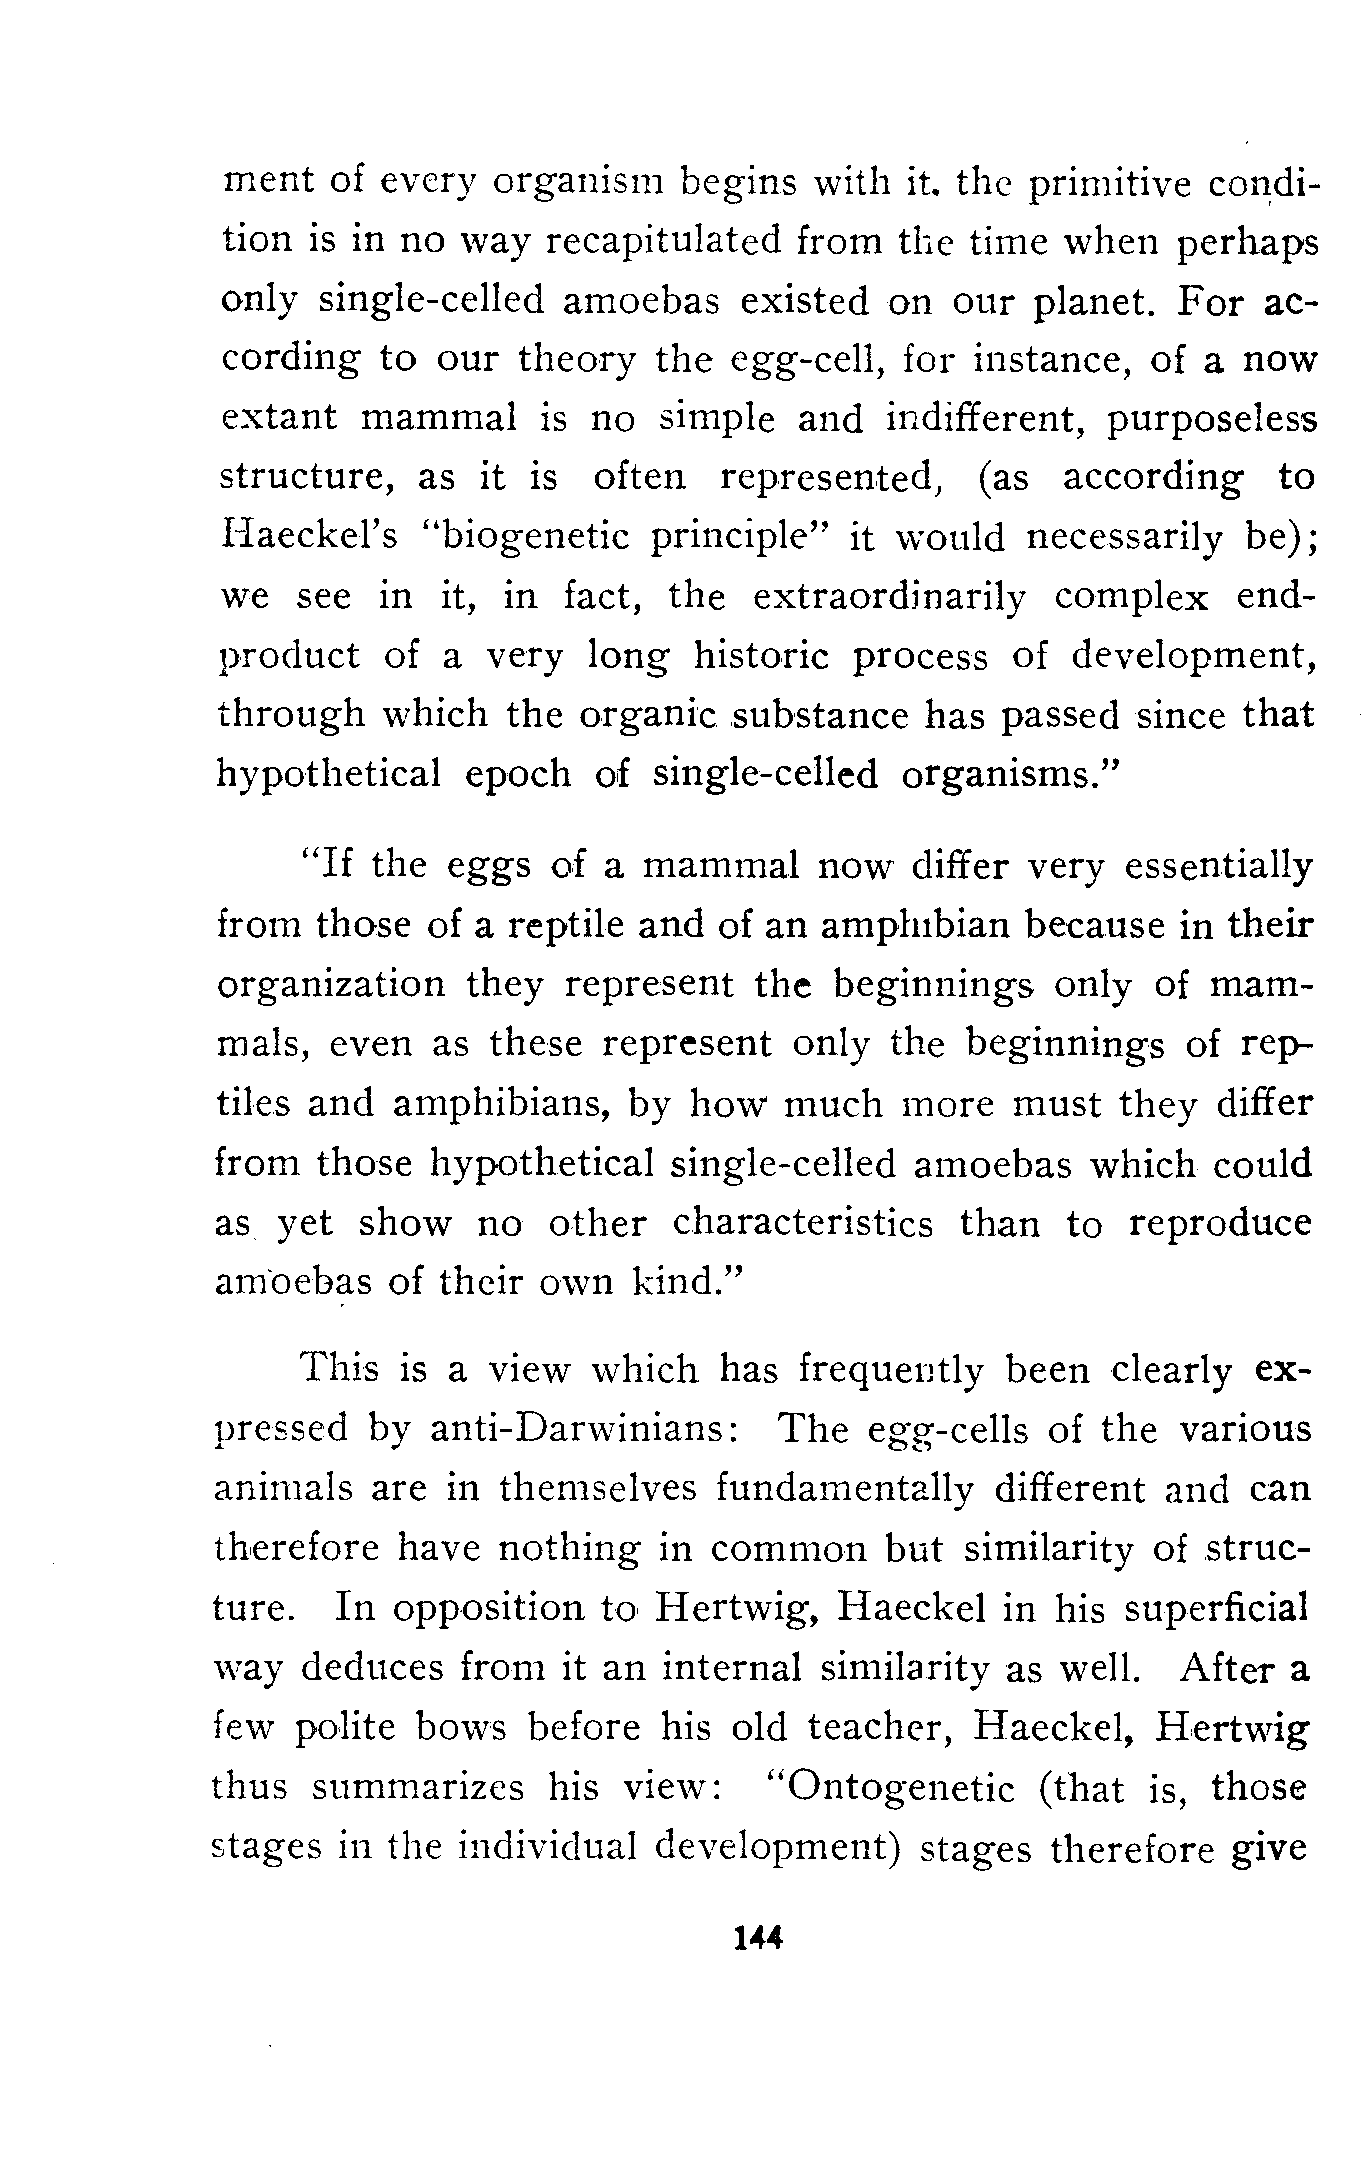 ment of every organism begins with it. the primitive condi-
tion is in no way recapitulated from the time when perhaps
only single-celled amoebas existed on our planet. For ac-
cording to our theory the egg-cell, for instance, of a now
extant mammal is no simple and indifferent, purposeless
structure, as it is often represented, (as according to
Haeckel's "biogenetic principle" it would necessarily be);
we see in it, in fact, the extraordinarily complex end-
product of a very long historic process of development,
through which the organic substance has passed since that
hypothetical epoch of single-celled organisms."
"If the eggs of a mammal now differ very essentially
from those of a reptile and of an amphibian because in their
organization they represent the beginnings only of mam-
mals, even as these represent only the beginnings of rep-
tiles and amphibians, by how much more must they differ
from those hypothetical single-celled amoebas which could
as yet show no other characteristics than to reproduce
amoebas of their own kind."
This is a view which has frequently been clearly ex-
pressed by anti-Darwinians: The egg-cells of the various
animals are in themselves fundamentally different and can
therefore have nothing in common but similarity of struc-
ture. In opposition to Hertwig, Haeckel in his superficial
way deduces from it an internal similarity as well. After a
few polite bows before his old teacher, Haeckel, Hertwig
thus summarizes his view: "Ontogenetic (that is, those
stages in the individual development) stages therefore give
144